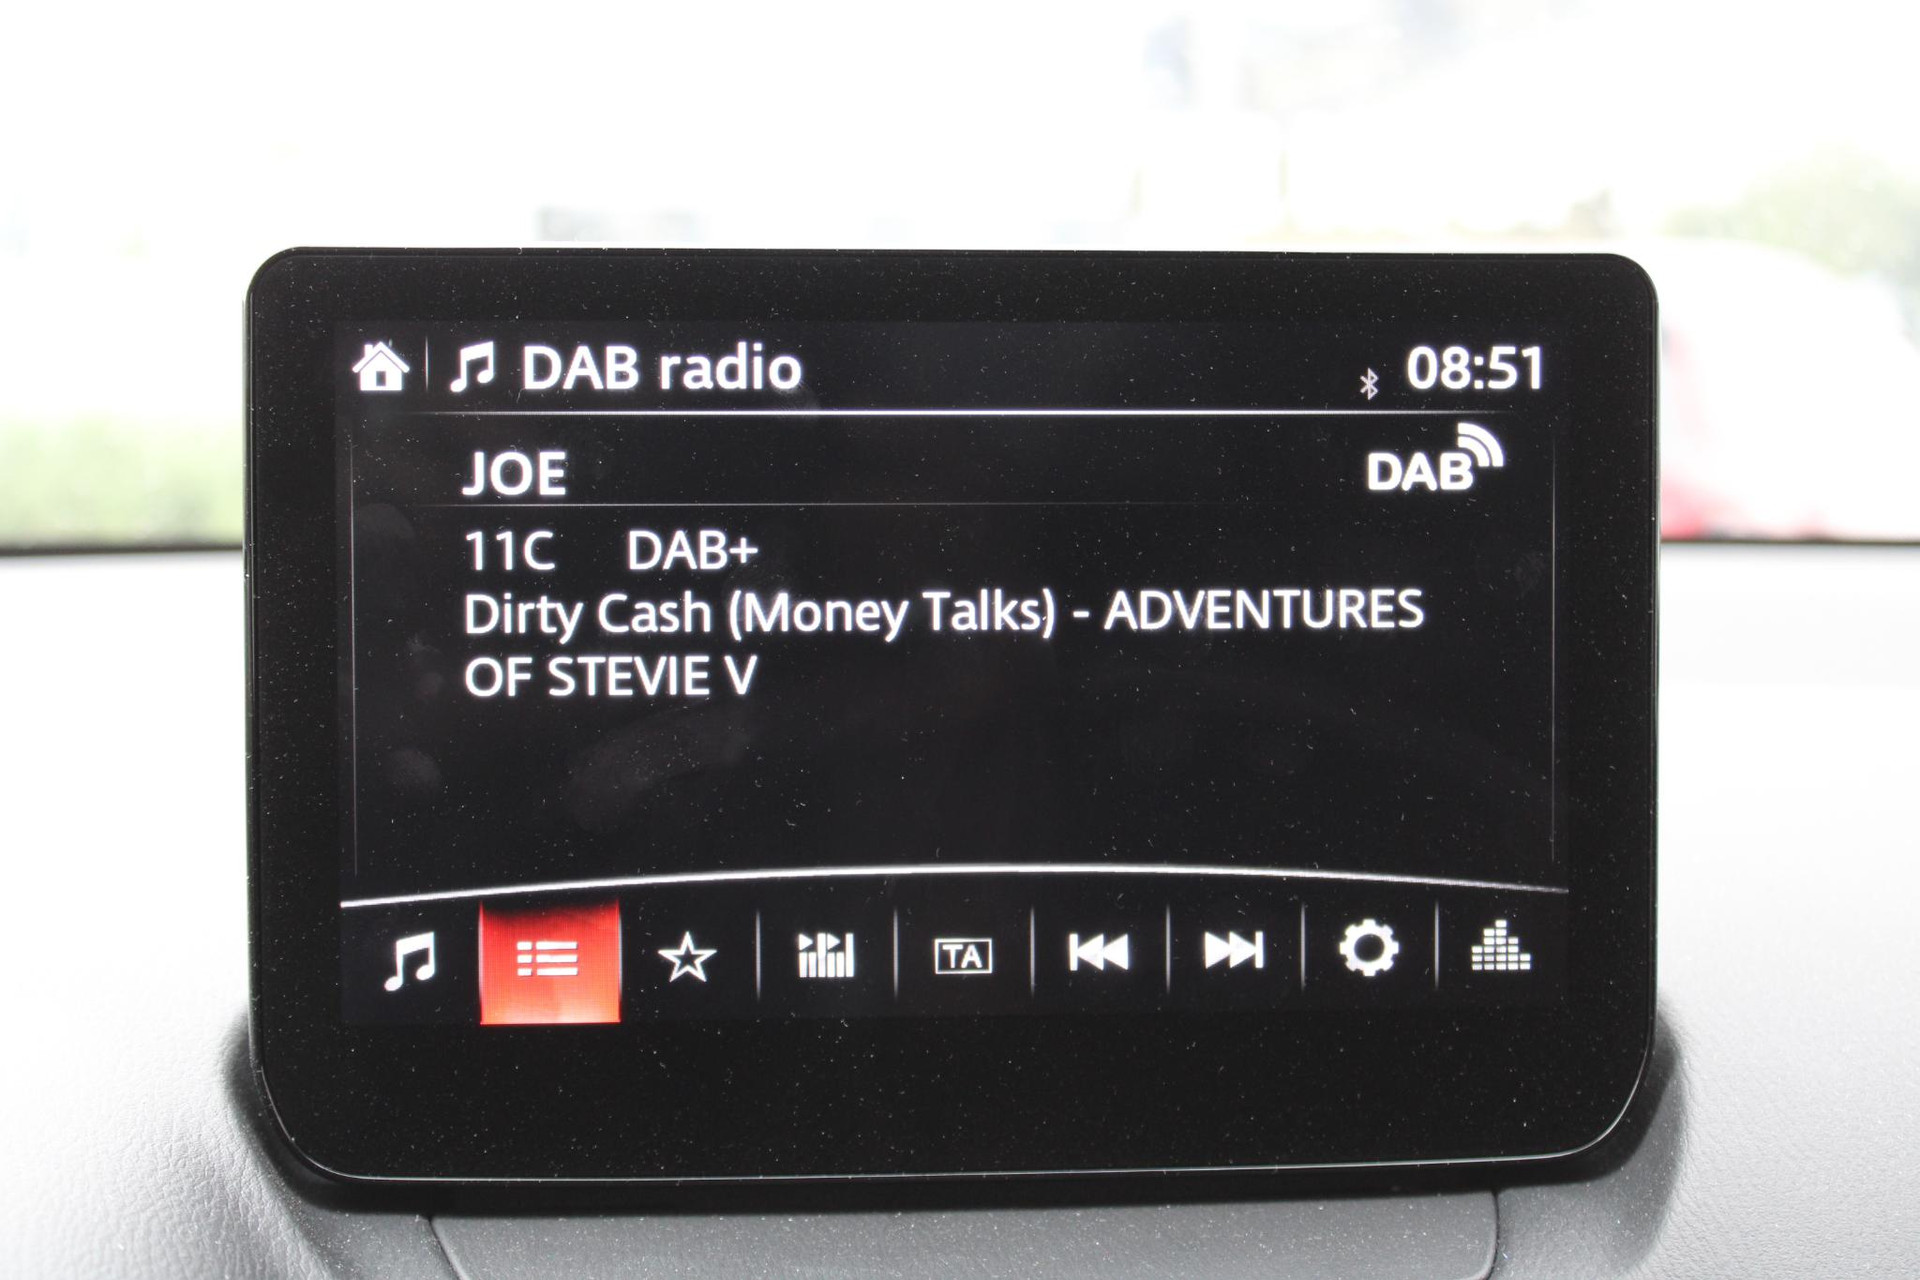 DAB radio 08:51
JOE DAB
11C DAB+
Dirty Cash (Money Talks) - ADVENTURES
OF STEVIE V
TA